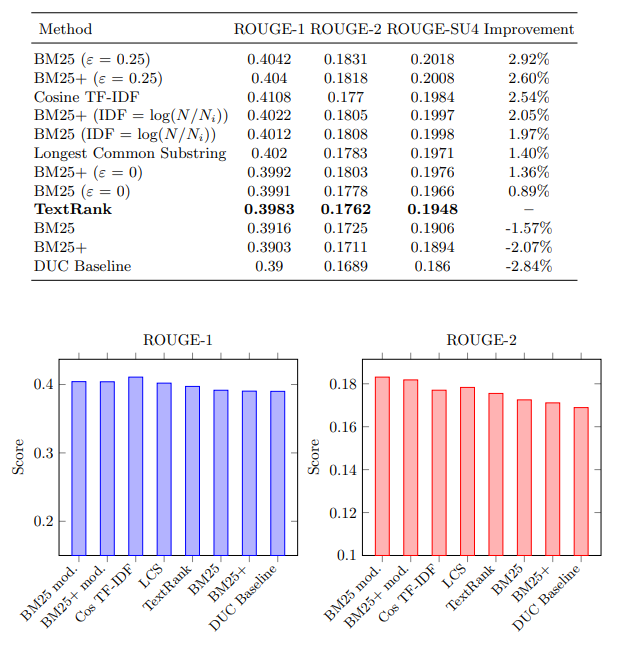 Method ROUGE-1 ROUGE-2 ROUGE-SU4 Improvement
BM25 (ε = 0.25) 0.4042 0.1831 0.2018 2.92%
BM25+ (ε = 0.25) 0.404 0.1818 0.2008 2.60%
Cosine TF-IDF 0.4108 0.177 0.1984 2.54%
BM25+ (IDF = log(N/Nᵢ)) 0.4022 0.1805 0.1997 2.05%
BM25 (IDF = log(N/Nᵢ)) 0.4012 0.1808 0.1998 1.97%
Longest Common Substring 0.402 0.1783 0.1971 1.40%
BM25+ (ε = 0) 0.3992 0.1803 0.1976 1.36%
BM25 (ε = 0) 0.3991 0.1778 0.1966 0.89%
TextRank 0.3983 0.1762 0.1948 –
BM25 0.3916 0.1725 0.1906 -1.57%
BM25+ 0.3903 0.1711 0.1894 -2.07%
DUC Baseline 0.39 0.1689 0.186 -2.84%
ROUGE-1
Score
0.4
0.3
0.2
BM25 mod.
BM25+ mod.
Cos TF-IDF
LCS
TextRank
BM25
BM25+
DUC Baseline
ROUGE-2
Score
0.18
0.16
0.14
0.12
0.1
BM25 mod.
BM25+ mod.
Cos TF-IDF
LCS
TextRank
BM25
BM25+
DUC Baseline